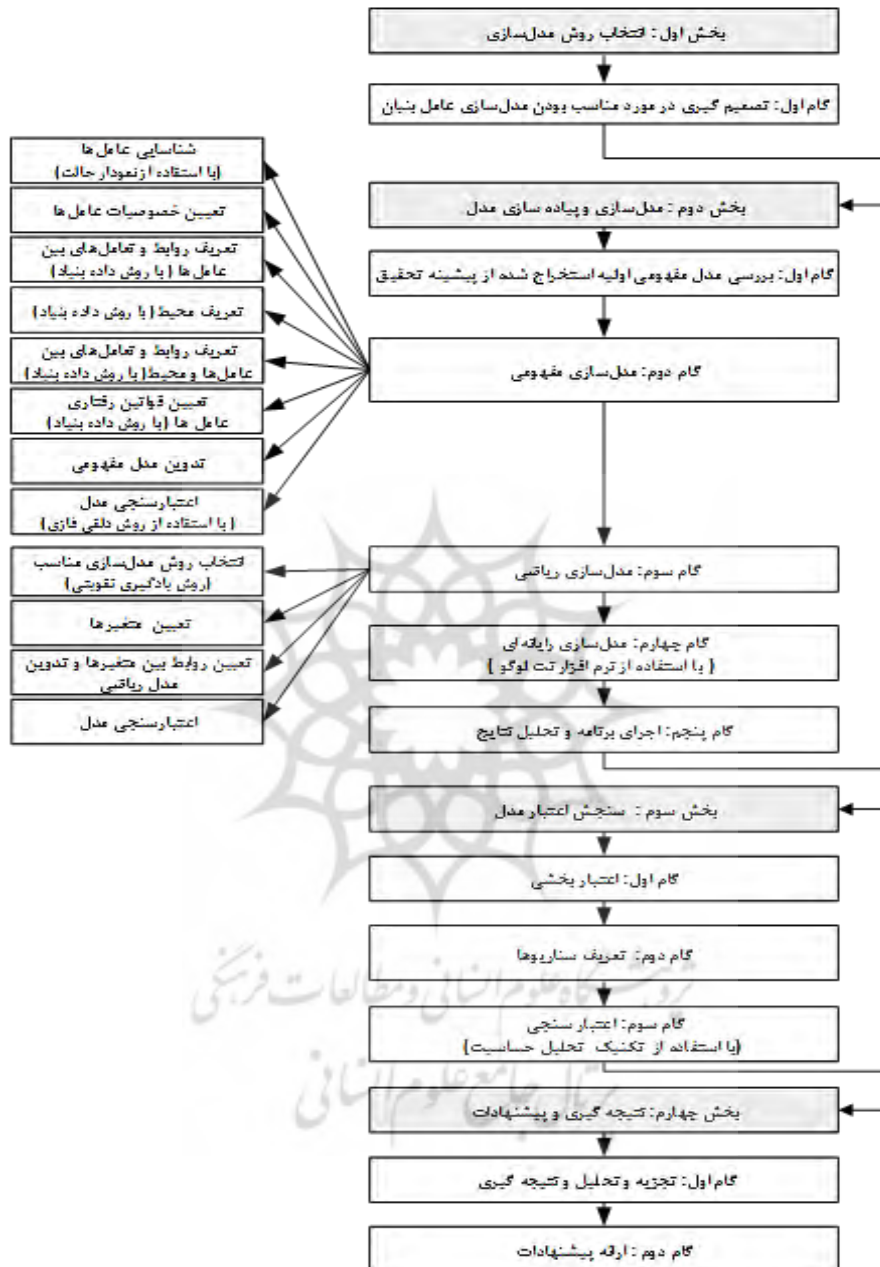 بخش اول : انتخاب روش مدل‌سازی
گام اول: تصمیم گیری در مورد مناسب بودن مدل‌سازی عامل بنیان
بخش دوم : مدل‌سازی و پیاده سازی مدل
گام اول: بررسی مدل مفهومی اولیه استخراج شده از پیشینه تحقیق
گام دوم: مدل‌سازی مفهومی
شناسایی عامل‌ها
(با استفاده از نمودار حالت)
تعیین خصوصیات عامل‌ها
تعریف روابط و تعامل‌های بین
عامل‌ها (با روش داده بنیاد)
تعریف محیط (با روش داده بنیاد)
تعریف روابط و تعامل‌های بین
عامل‌ها و محیط (با روش داده بنیاد)
تعیین قوانین رفتاری
عامل ها (با روش داده بنیاد)
تدوین مدل مفهومی
اعتبارسنجی مدل
(با استفاده از روش دلفی فازی)
گام سوم: مدل‌سازی ریاضی
انتخاب روش مدل‌سازی مناسب
(روش یادگیری تقویتی)
تعیین متغیرها
تعیین روابط بین متغیرها و تدوین
مدل ریاضی
اعتبارسنجی مدل
گام چهارم: مدل‌سازی رایانه‌ای
( با استفاده از نرم افزار نت لوگو )
گام پنجم: اجرای برنامه و تحلیل نتایج
بخش سوم : سنجش اعتبار مدل
گام اول: اعتبار بخشی
گام دوم: تعریف سناریوها
گام سوم: اعتبار سنجی
(با استفاده از تکنیک تحلیل حساسیت)
بخش چهارم: نتیجه گیری و پیشنهادات
گام اول: تجزیه و تحلیل و نتیجه گیری
گام دوم : ارائه پیشنهادات
پژوهشگاه علوم انسانی و مطالعات فرهنگی
پرتال جامع علوم انسانی